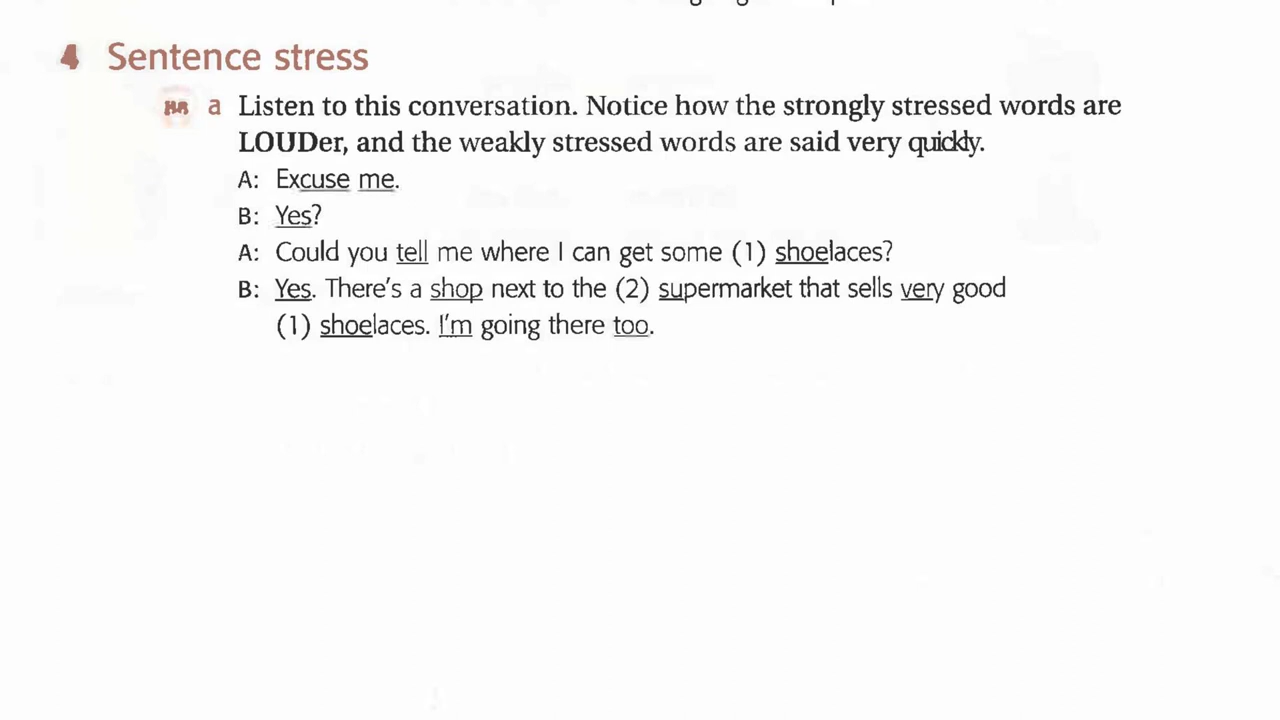 4 Sentence stress
a Listen to this conversation. Notice how the strongly stressed words are
LOUDer, and the weakly stressed words are said very quickly.
A: Excuse me.
B: Yes?
A: Could you tell me where I can get some (1) shoelaces?
B: Yes. There's a shop next to the (2) supermarket that sells very good
(1) shoelaces. I'm going there too.